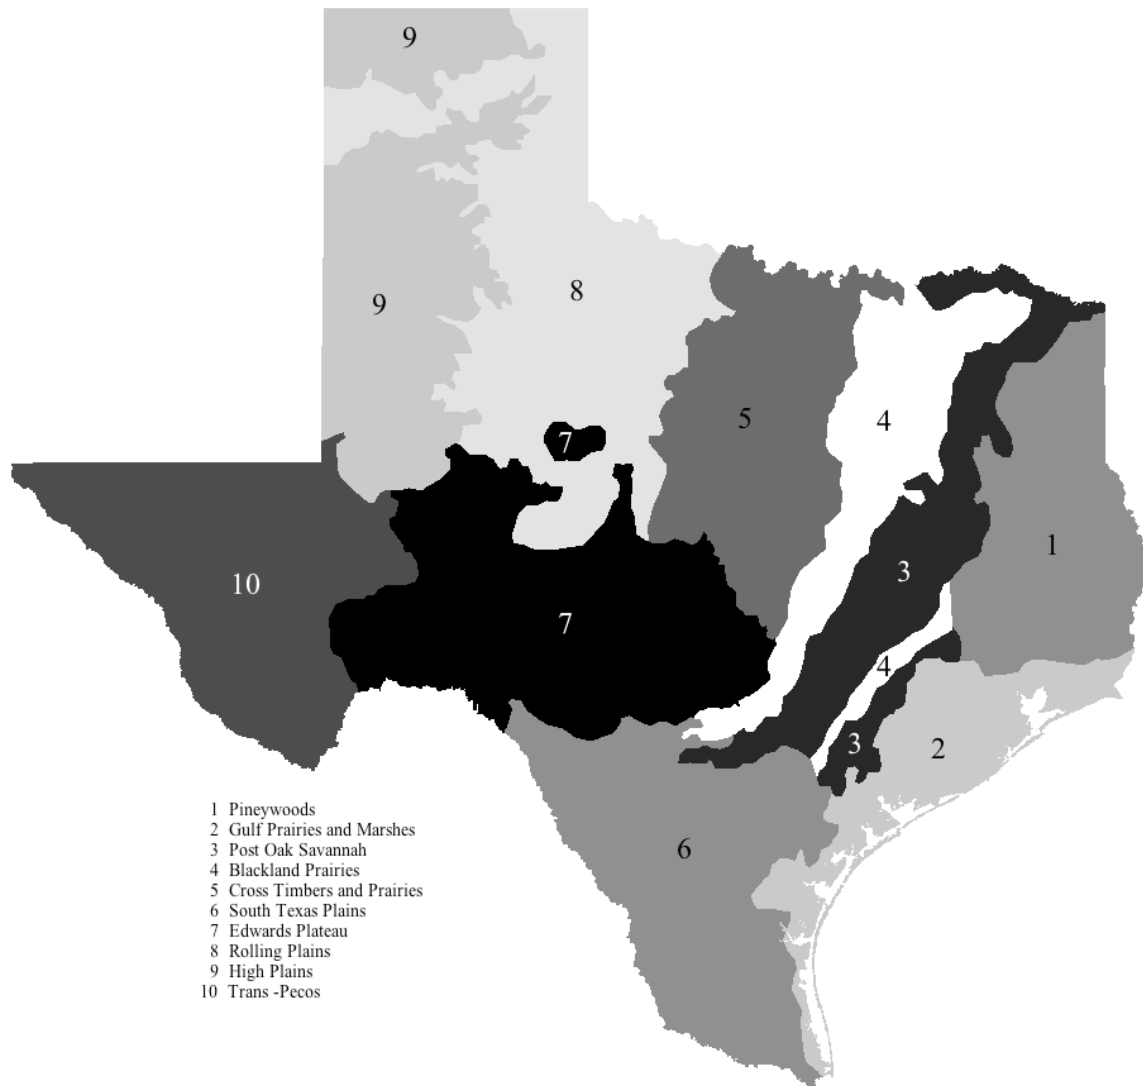 9
9
8
5
4
7
1
3
10
7
4
3
2
6
1 Pineywoods
2 Gulf Prairies and Marshes
3 Post Oak Savannah
4 Blackland Prairies
5 Cross Timbers and Prairies
6 South Texas Plains
7 Edwards Plateau
8 Rolling Plains
9 High Plains
10 Trans -Pecos